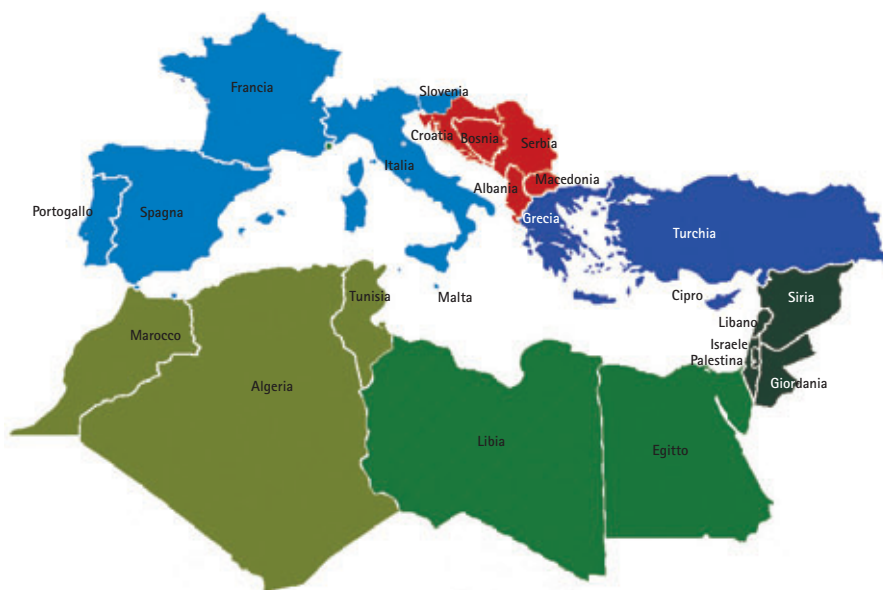 Francia
Slovenia
Croatia
Bosnia
Serbia
Italia
Macedonia
Albania
Portogallo
Spagna
Grecia
Turchia
Tunisia
Malta
Cipro
Siria
Libano
Marocco
Israele
Palestina
Algeria
Giordania
Libia
Egitto